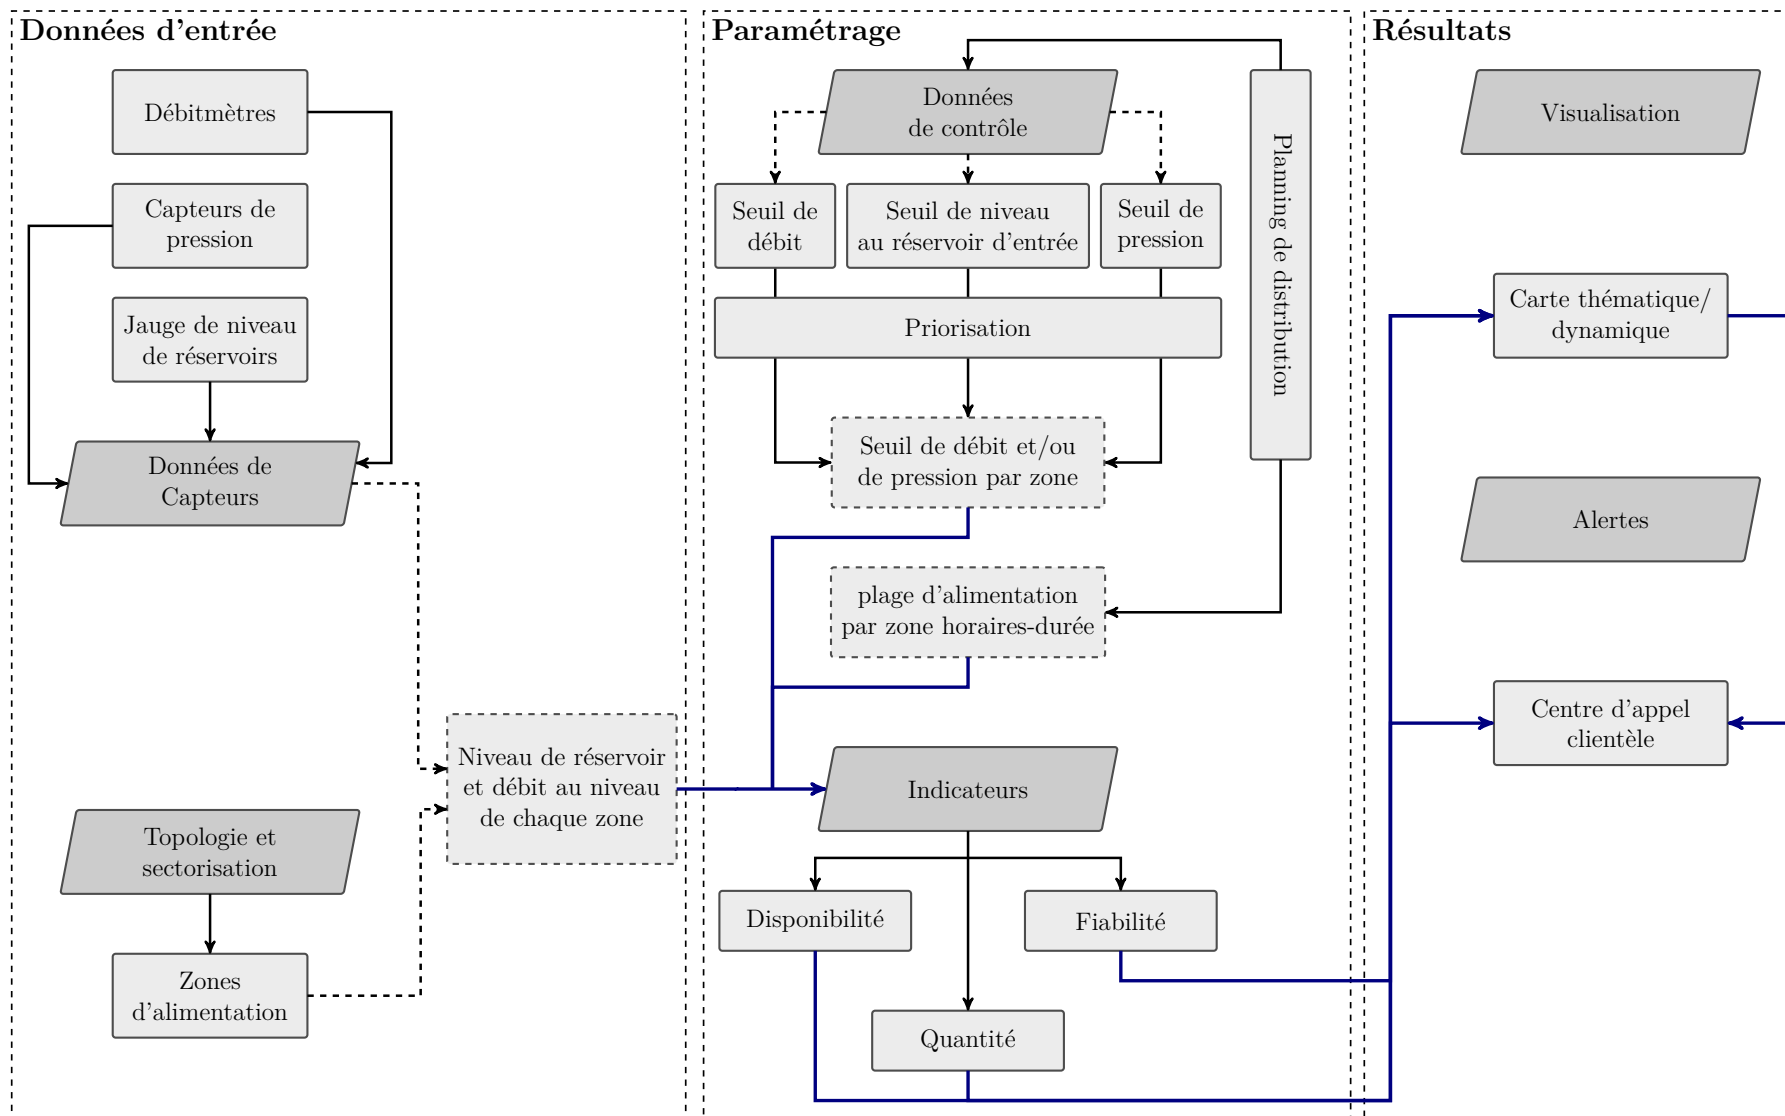 Données d'entrée
Débitmètres
Capteurs de
pression
Jauge de niveau
de réservoirs
Données de
Capteurs
Topologie et
sectorisation
Zones
d'alimentation
Niveau de réservoir
et débit au niveau
de chaque zone
Paramétrage
Données
de contrôle
Seuil de
débit
Seuil de niveau
au réservoir d'entrée
Seuil de
pression
Planning de distribution
Priorisation
Seuil de débit et/ou
de pression par zone
plage d'alimentation
par zone horaires-durée
Indicateurs
Disponibilité
Fiabilité
Quantité
Résultats
Visualisation
Carte thématique/
dynamique
Alertes
Centre d'appel
clientèle